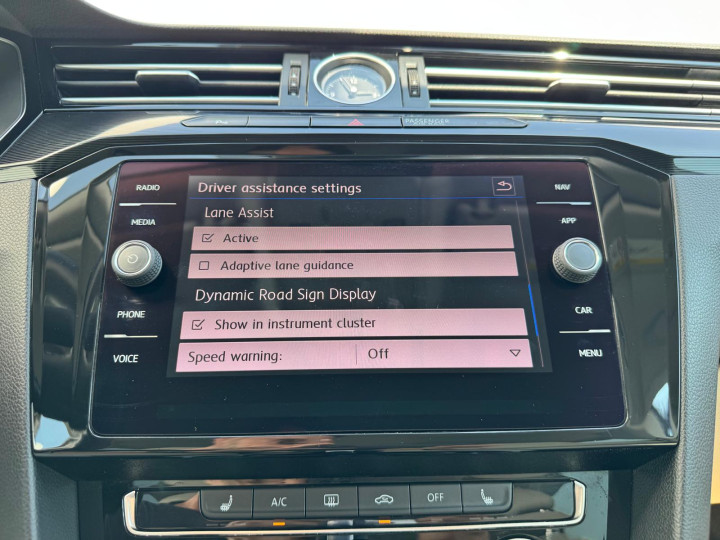 PASSENGER
RADIO
Driver assistance settings
NAV
MEDIA
Lane Assist
APP
Active
Adaptive lane guidance
Dynamic Road Sign Display
PHONE
Show in instrument cluster
CAR
VOICE
Speed warning: Off
MENU
A/C
OFF